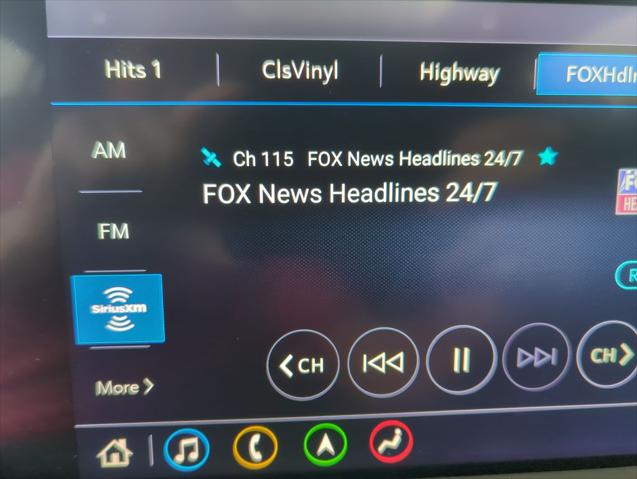 Hits 1
ClsVinyl
Highway
FOXHdln
AM
Ch 115 FOX News Headlines 24/7
FOX News Headlines 24/7
FM
SiriusXM
CH
CH
More